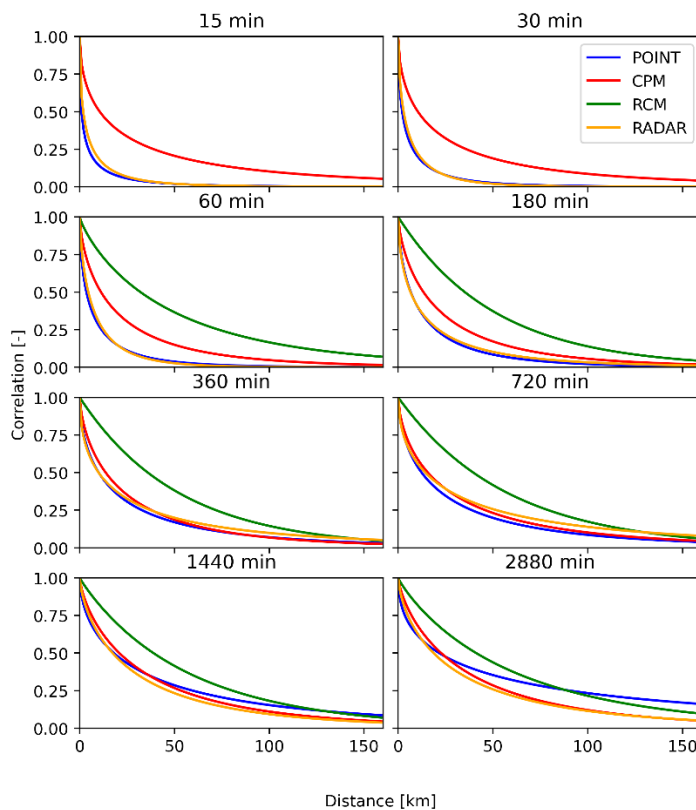 15 min
30 min
1.00
0.75
0.50
0.25
0.00
POINT
CPM
RCM
RADAR
60 min
180 min
1.00
0.75
0.50
0.25
0.00
360 min
720 min
1.00
0.75
0.50
0.25
0.00
1440 min
2880 min
1.00
0.75
0.50
0.25
0.00
0
50
100
150
0
50
100
150
Correlation [-]
Distance [km]